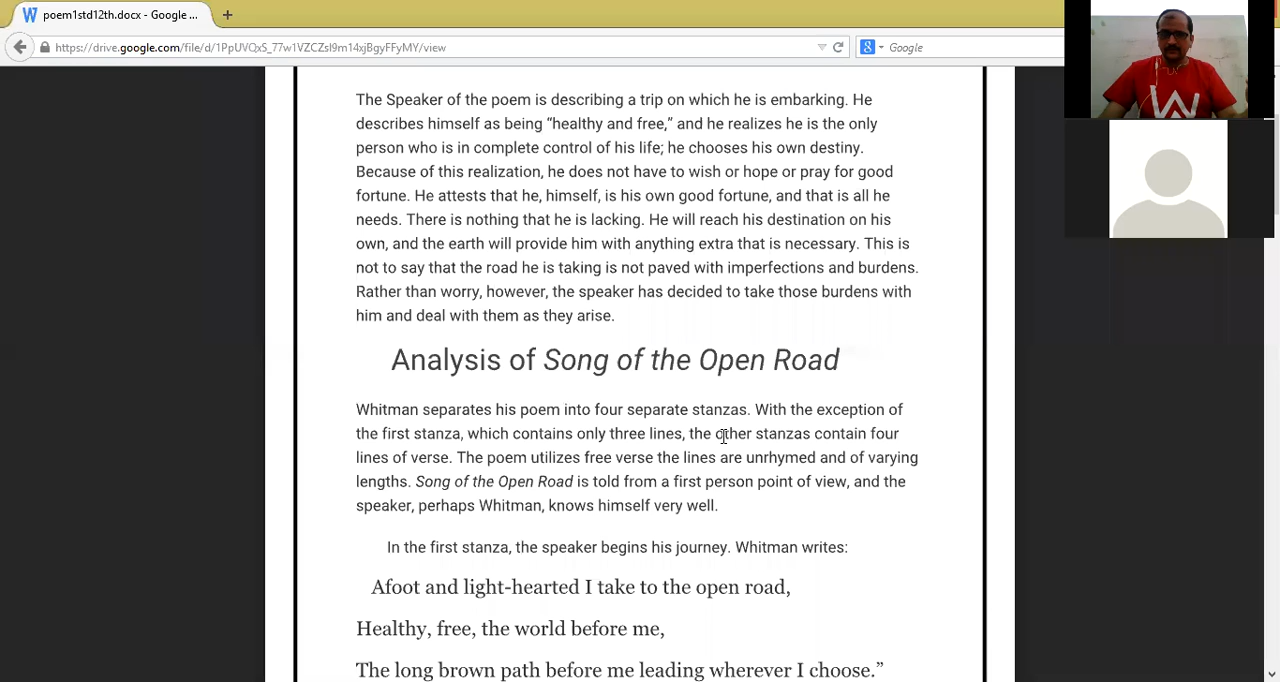 poem1std12th.docx - Google ...
https://drive.google.com/file/d/1PpUVQxS_77w1VZCZsI9m14xjBgyFFyMY/view
Google
The Speaker of the poem is describing a trip on which he is embarking. He
describes himself as being “healthy and free,” and he realizes he is the only
person who is in complete control of his life; he chooses his own destiny.
Because of this realization, he does not have to wish or hope or pray for good
fortune. He attests that he, himself, is his own good fortune, and that is all he
needs. There is nothing that he is lacking. He will reach his destination on his
own, and the earth will provide him with anything extra that is necessary. This is
not to say that the road he is taking is not paved with imperfections and burdens.
Rather than worry, however, the speaker has decided to take those burdens with
him and deal with them as they arise.
Analysis of Song of the Open Road
Whitman separates his poem into four separate stanzas. With the exception of
the first stanza, which contains only three lines, the other stanzas contain four
lines of verse. The poem utilizes free verse the lines are unrhymed and of varying
lengths. Song of the Open Road is told from a first person point of view, and the
speaker, perhaps Whitman, knows himself very well.
In the first stanza, the speaker begins his journey. Whitman writes:
Afoot and light-hearted I take to the open road,
Healthy, free, the world before me,
The long brown path before me leading wherever I choose.”